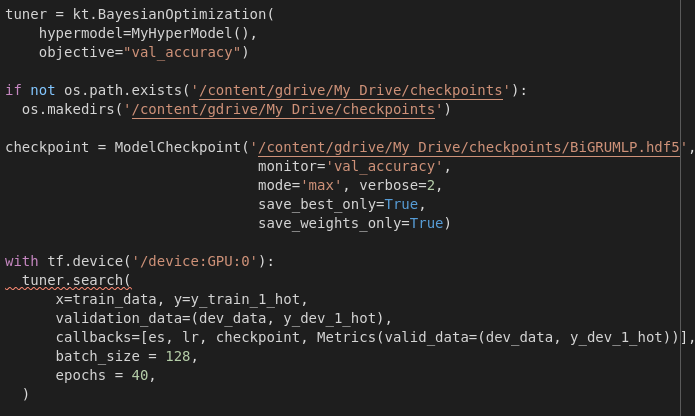 tuner = kt.BayesianOptimization(
    hypermodel=MyHyperModel(),
    objective="val_accuracy")

if not os.path.exists('/content/gdrive/My Drive/checkpoints'):
  os.makedirs('/content/gdrive/My Drive/checkpoints')

checkpoint = ModelCheckpoint('/content/gdrive/My Drive/checkpoints/BiGRUMLP.hdf5',
                              monitor='val_accuracy',
                              mode='max', verbose=2,
                              save_best_only=True,
                              save_weights_only=True)

with tf.device('/device:GPU:0'):
  tuner.search(
      x=train_data, y=y_train_1_hot,
      validation_data=(dev_data, y_dev_1_hot),
      callbacks=[es, lr, checkpoint, Metrics(valid_data=(dev_data, y_dev_1_hot))],
      batch_size = 128,
      epochs = 40,
  )